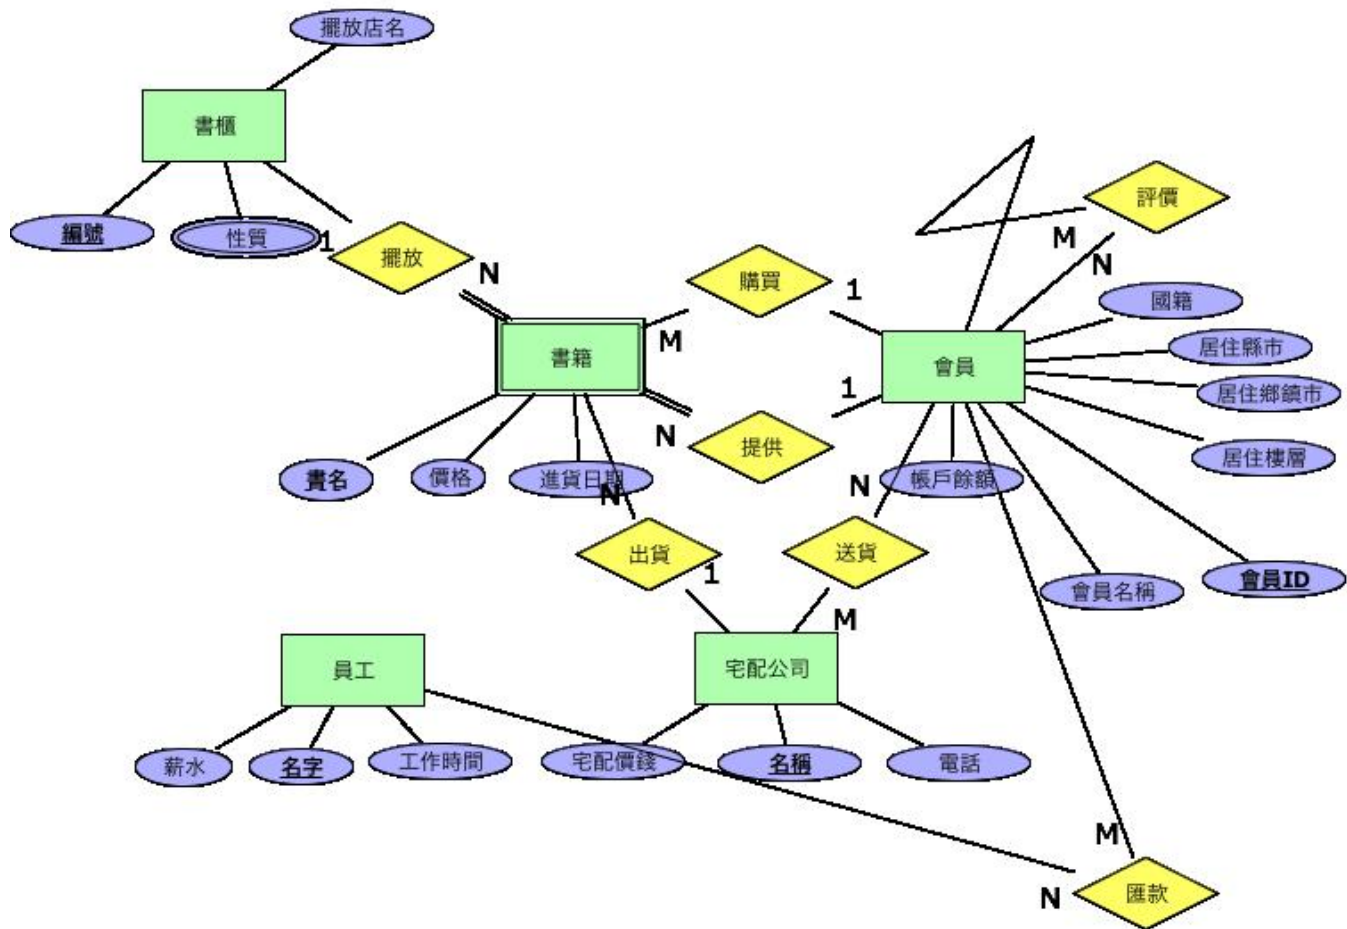 擺放店名
書櫃
編號
性質
1
擺放
N
購買
1
M
書籍
會員
評價
M
N
國籍
居住縣市
居住鄉鎮市
居住樓層
1
N
提供
書名
價格
進貨日期
N
N
帳戶餘額
出貨
1
送貨
M
會員名稱
會員ID
員工
宅配公司
薪水
名字
工作時間
宅配價錢
名稱
電話
M
N
匯款